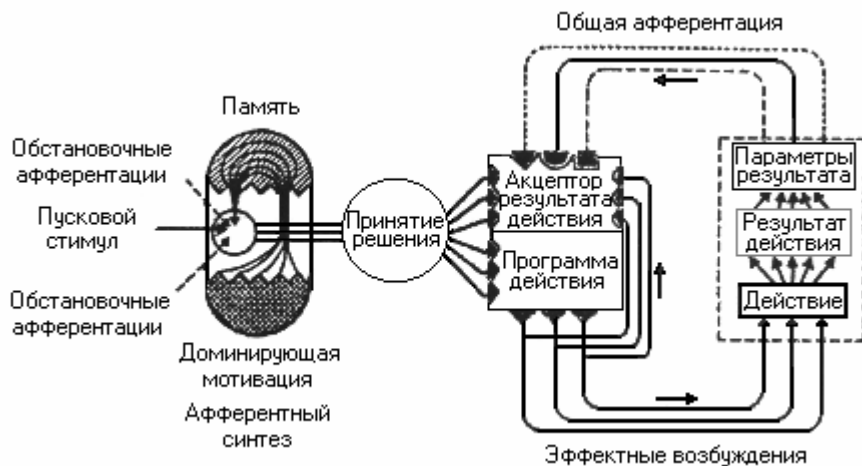 Общая афферентация
Память
Обстановочные
афферентации
Пусковой
стимул
Обстановочные
афферентации
Доминирующая
мотивация
Афферентный
синтез
Принятие
решения
Акцептор
результата
действия
Программа
действия
Параметры
результата
Результат
действия
Действие
Эффектные возбуждения